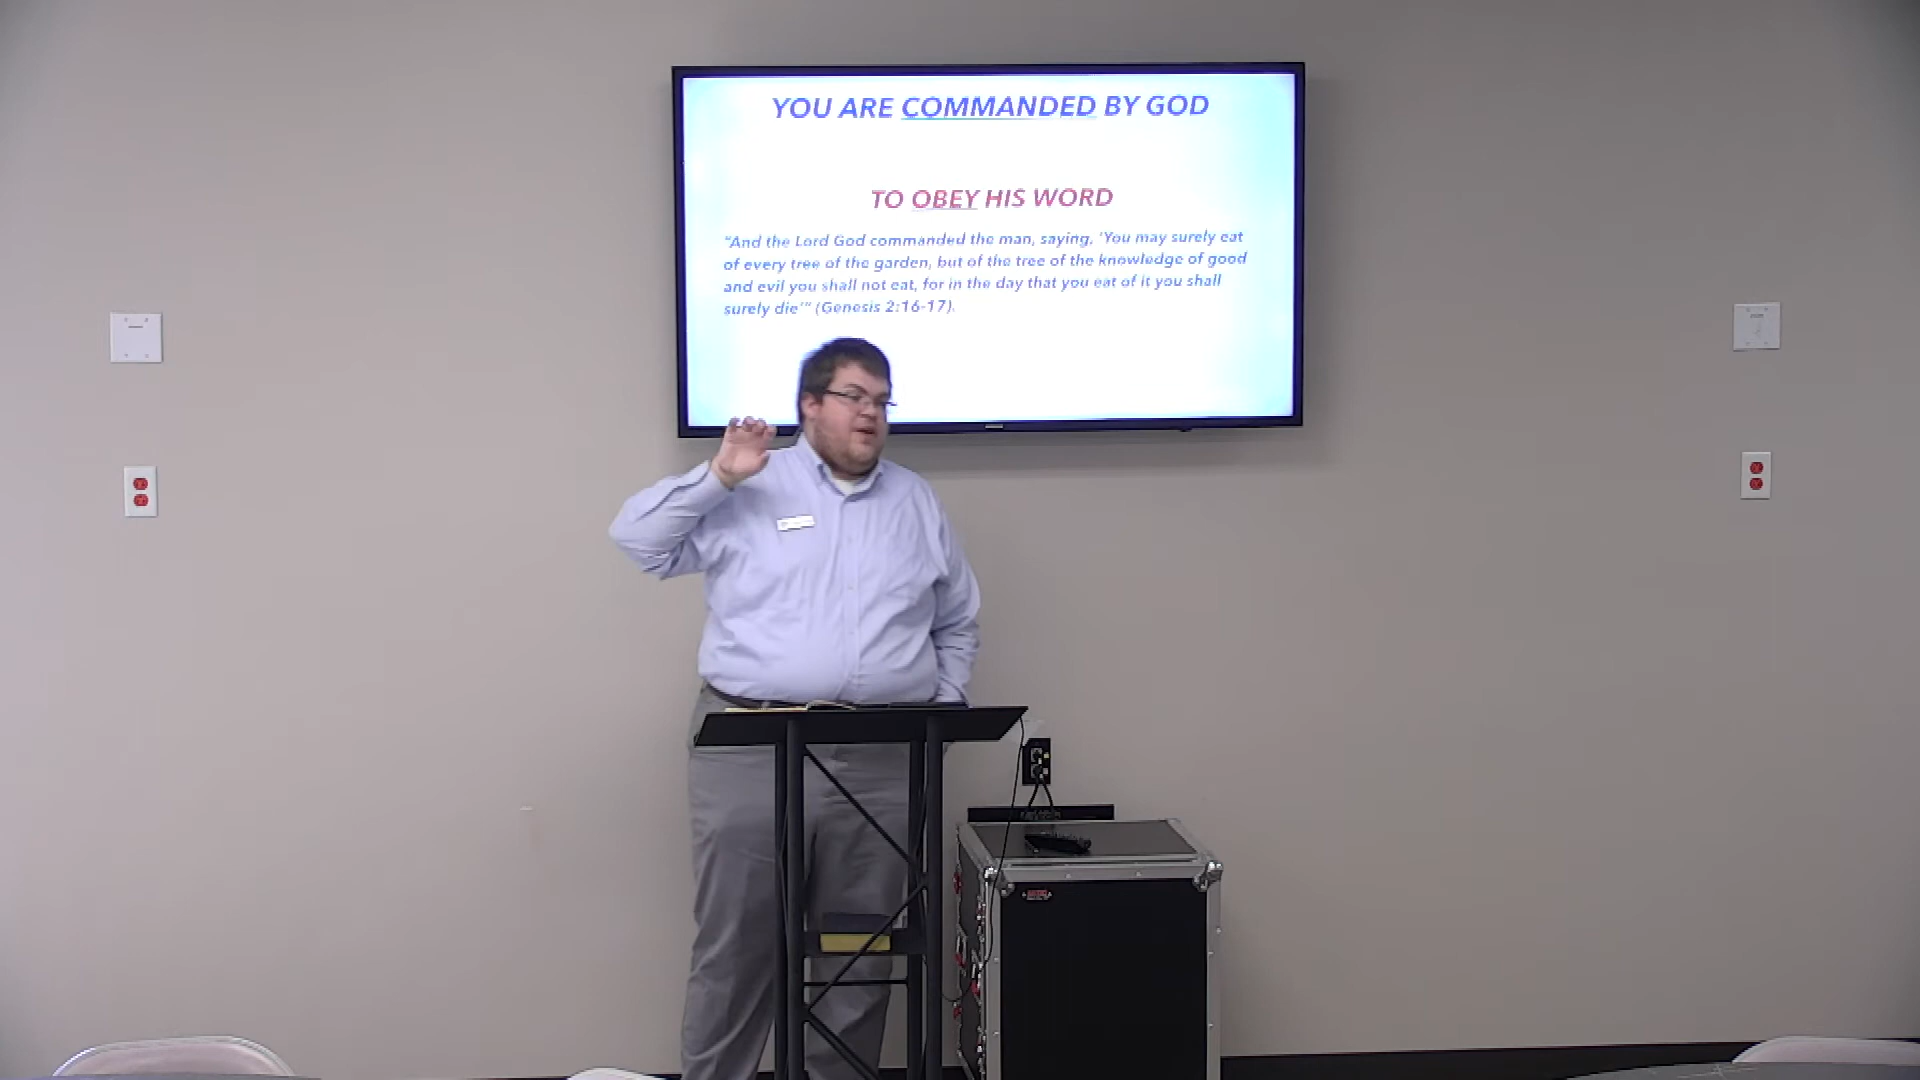 YOU ARE COMMANDED BY GOD
TO OBEY HIS WORD
"And the Lord God commanded the man, saying, 'You may surely eat
of every tree of the garden, but of the tree of the knowledge of good
and evil you shall not eat, for in the day that you eat of it you shall
surely die'" (Genesis 2:16-17).